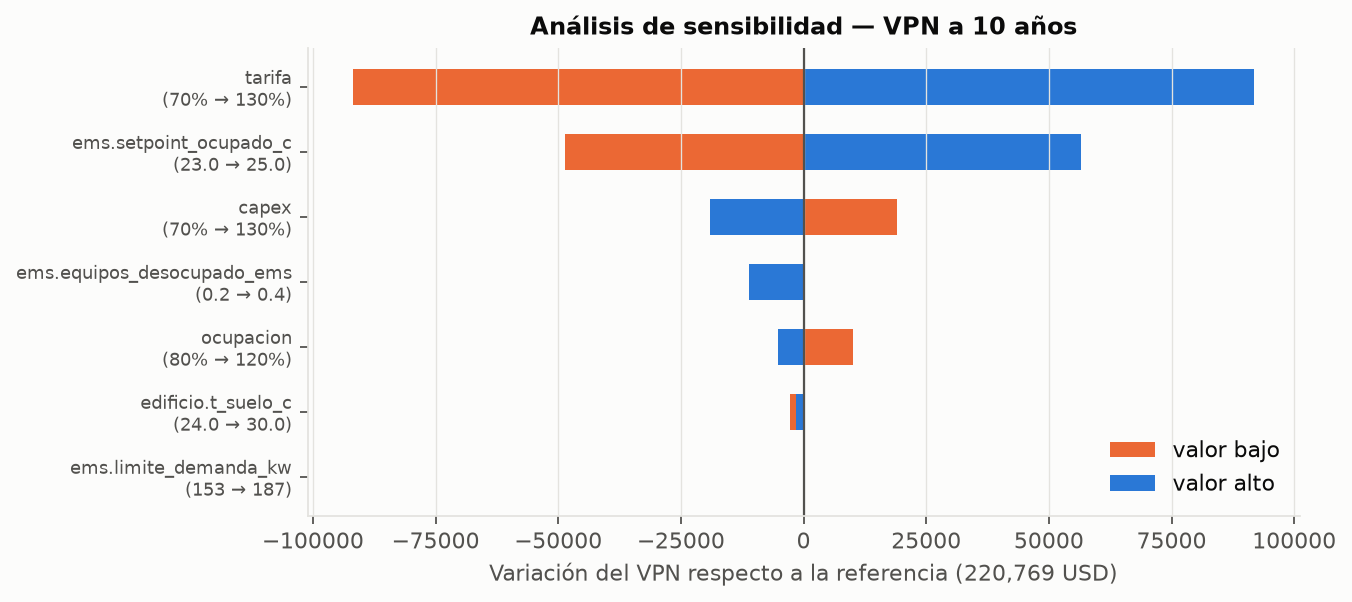 Análisis de sensibilidad — VPN a 10 años
tarifa
(70% → 130%)
ems.setpoint_ocupado_c
(23.0 → 25.0)
capex
(70% → 130%)
ems.equipos_desocupado_ems
(0.2 → 0.4)
ocupacion
(80% → 120%)
edificio.t_suelo_c
(24.0 → 30.0)
ems.limite_demanda_kw
(153 → 187)
valor bajo
valor alto
−100000 −75000 −50000 −25000 0 25000 50000 75000 100000
Variación del VPN respecto a la referencia (220,769 USD)